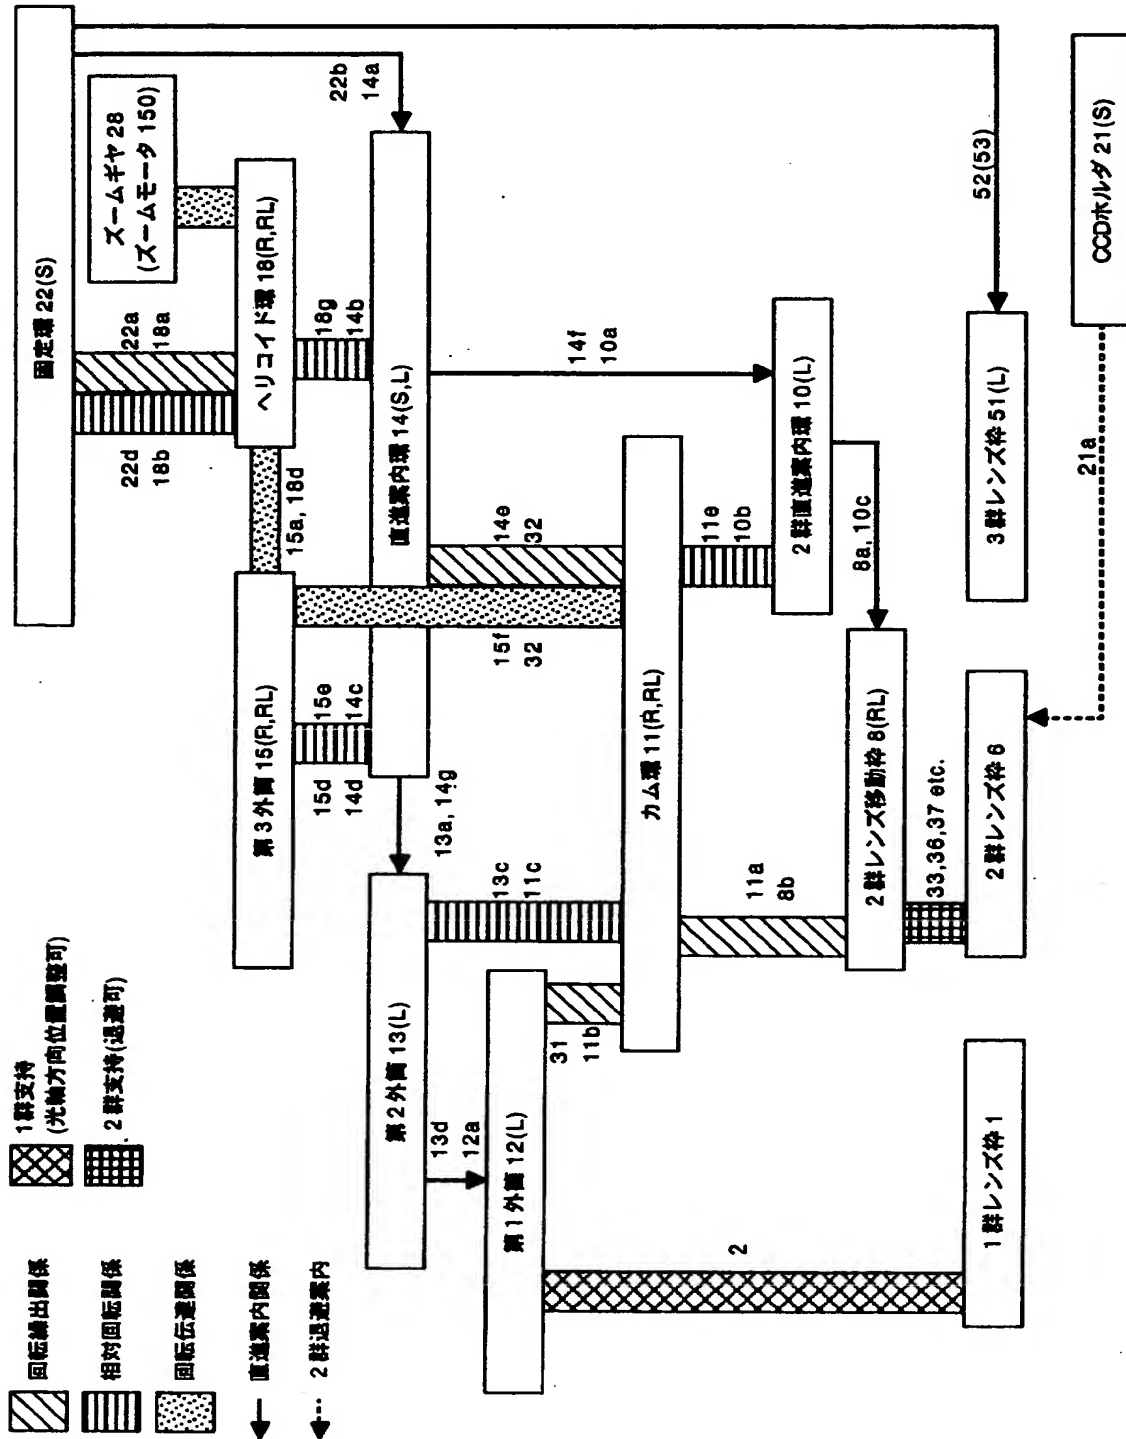 回転繰出関係
相対回転関係
回転伝達関係
直進案内関係
2群退避案内
1群支持
(光軸方向位置調整可)
2群支持(退避可)
固定環 22(S)
ズームギヤ 28
(ズームモータ 150)
22a
18a
22d
18b
ヘリコイド環 18(R,RL)
22b
14a
18g
14b
15a, 18d
第3外筒 15(R,RL)
直進案内環 14(S,L)
15e
14c
15d
14d
14e
32
15f
32
14f
10a
13a, 14g
第2外筒 13(L)
13c
11c
13d
12a
第1外筒 12(L)
31
11b
カム環 11(R,RL)
11e
10b
2群直進案内環 10(L)
11a
8b
8a, 10c
2群レンズ移動枠 8(RL)
33,36,37 etc.
2
1群レンズ枠 1
2群レンズ枠 6
3群レンズ枠 51(L)
52(53)
21a
CCDホルダ 21(S)